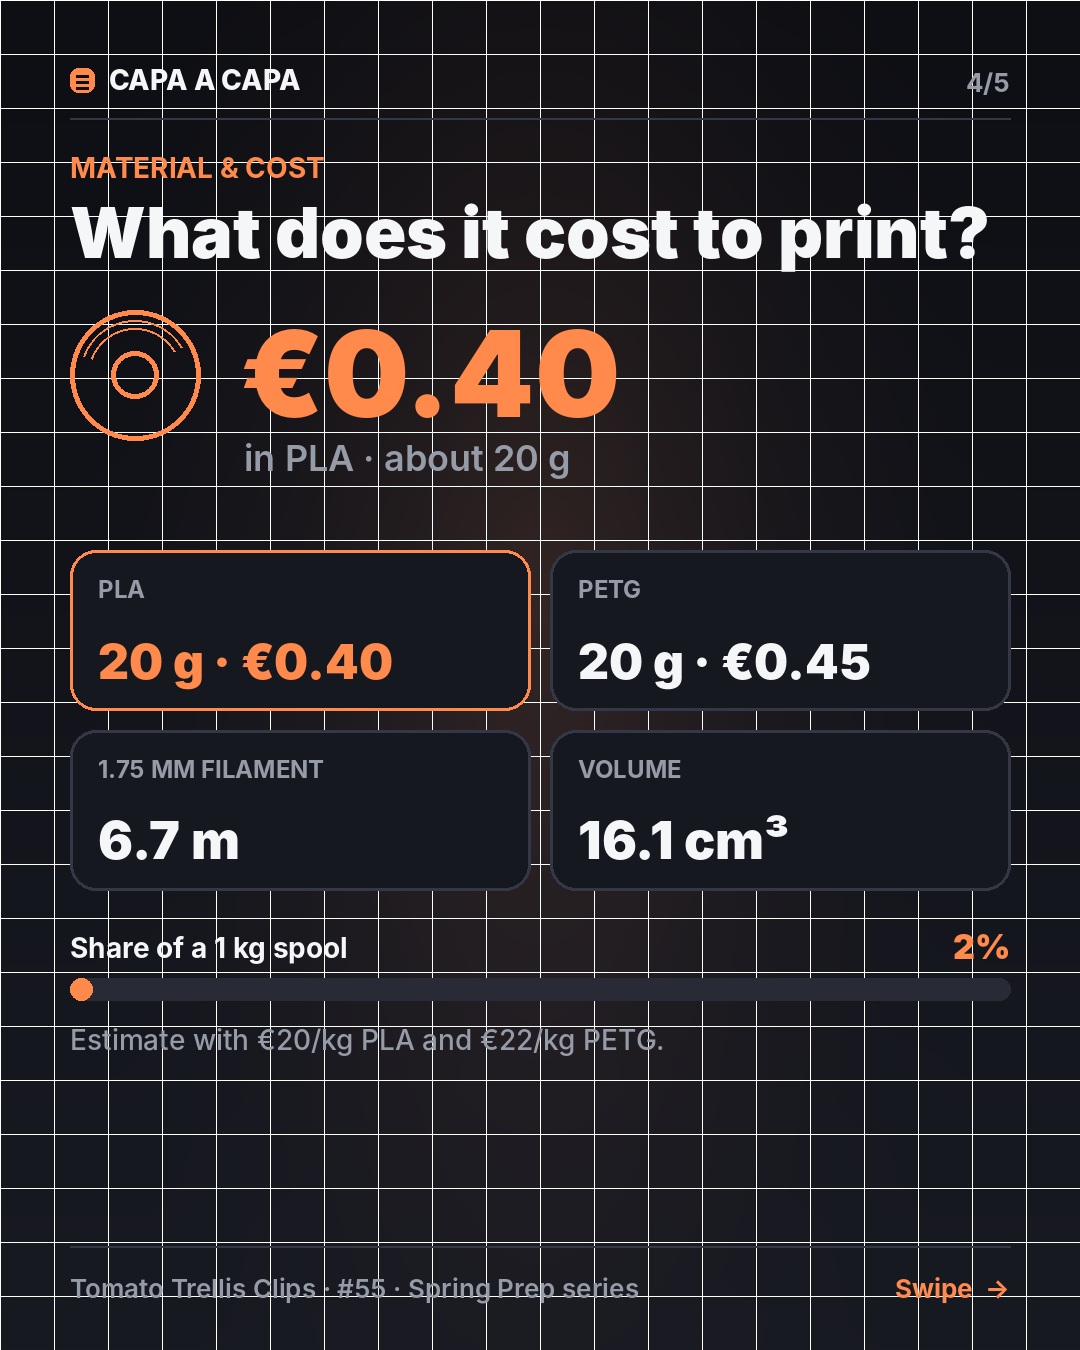 CAPA A CAPA
4/5
MATERIAL & COST
What does it cost to print?
€0.40
in PLA · about 20 g
PLA
20 g · €0.40
PETG
20 g · €0.45
1.75 MM FILAMENT
6.7 m
VOLUME
16.1 cm³
Share of a 1 kg spool
2%
Estimate with €20/kg PLA and €22/kg PETG.
Tomato Trellis Clips · #55 · Spring Prep series
Swipe →